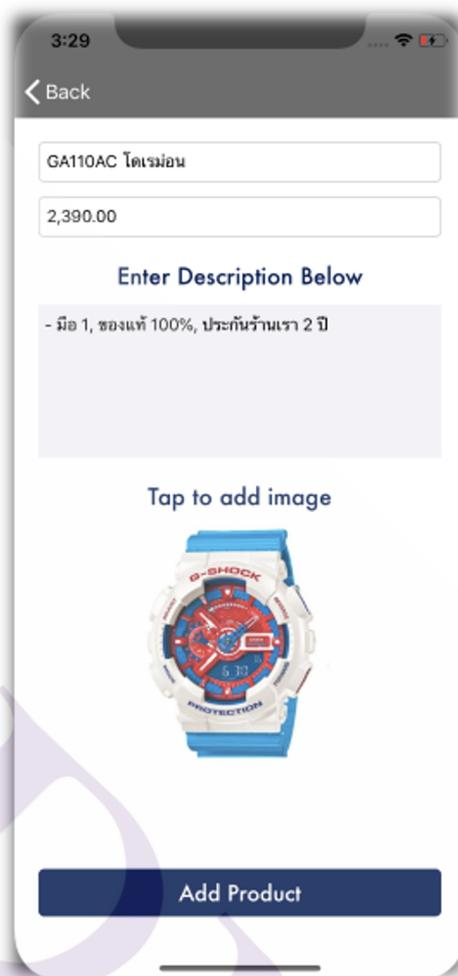 3:29
Back
GA110AC โดเรม่อน
2,390.00
Enter Description Below
- มือ 1, ของแท้ 100%, ประกันร้านเรา 2 ปี
Tap to add image
G-SHOCK
PROTECTION
Add Product